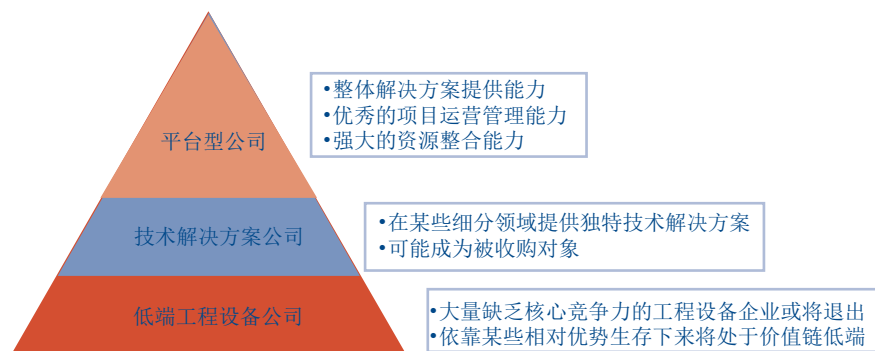 平台型公司
•整体解决方案提供能力
•优秀的项目运营管理能力
•强大的资源整合能力
技术解决方案公司
•在某些细分领域提供独特技术解决方案
•可能成为被收购对象
低端工程设备公司
•大量缺乏核心竞争力的工程设备企业或将退出
•依靠某些相对优势生存下来将处于价值链低端